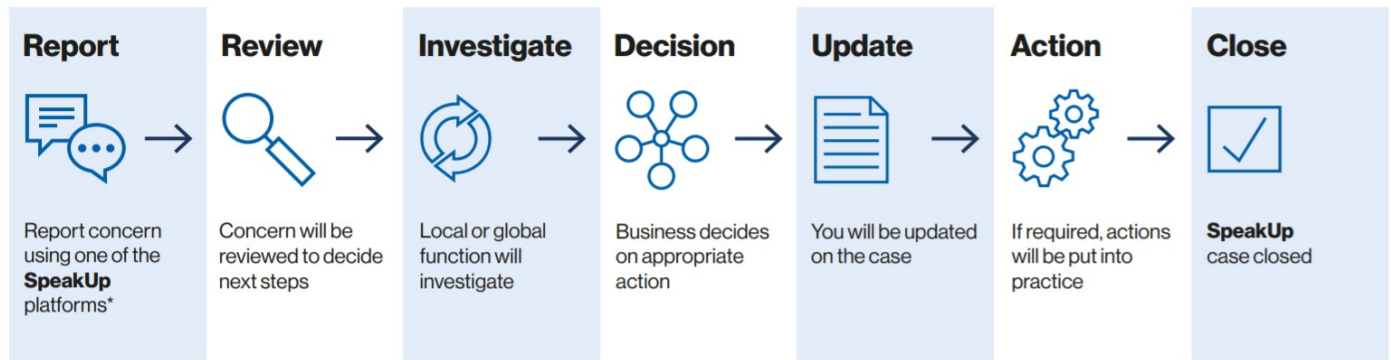 Report
Report concern
using one of the
SpeakUp
platforms*
Review
Concern will be
reviewed to decide
next steps
Investigate
Local or global
function will
investigate
Decision
Business decides
on appropriate
action
Update
You will be updated
on the case
Action
If required, actions
will be put into
practice
Close
SpeakUp
case closed